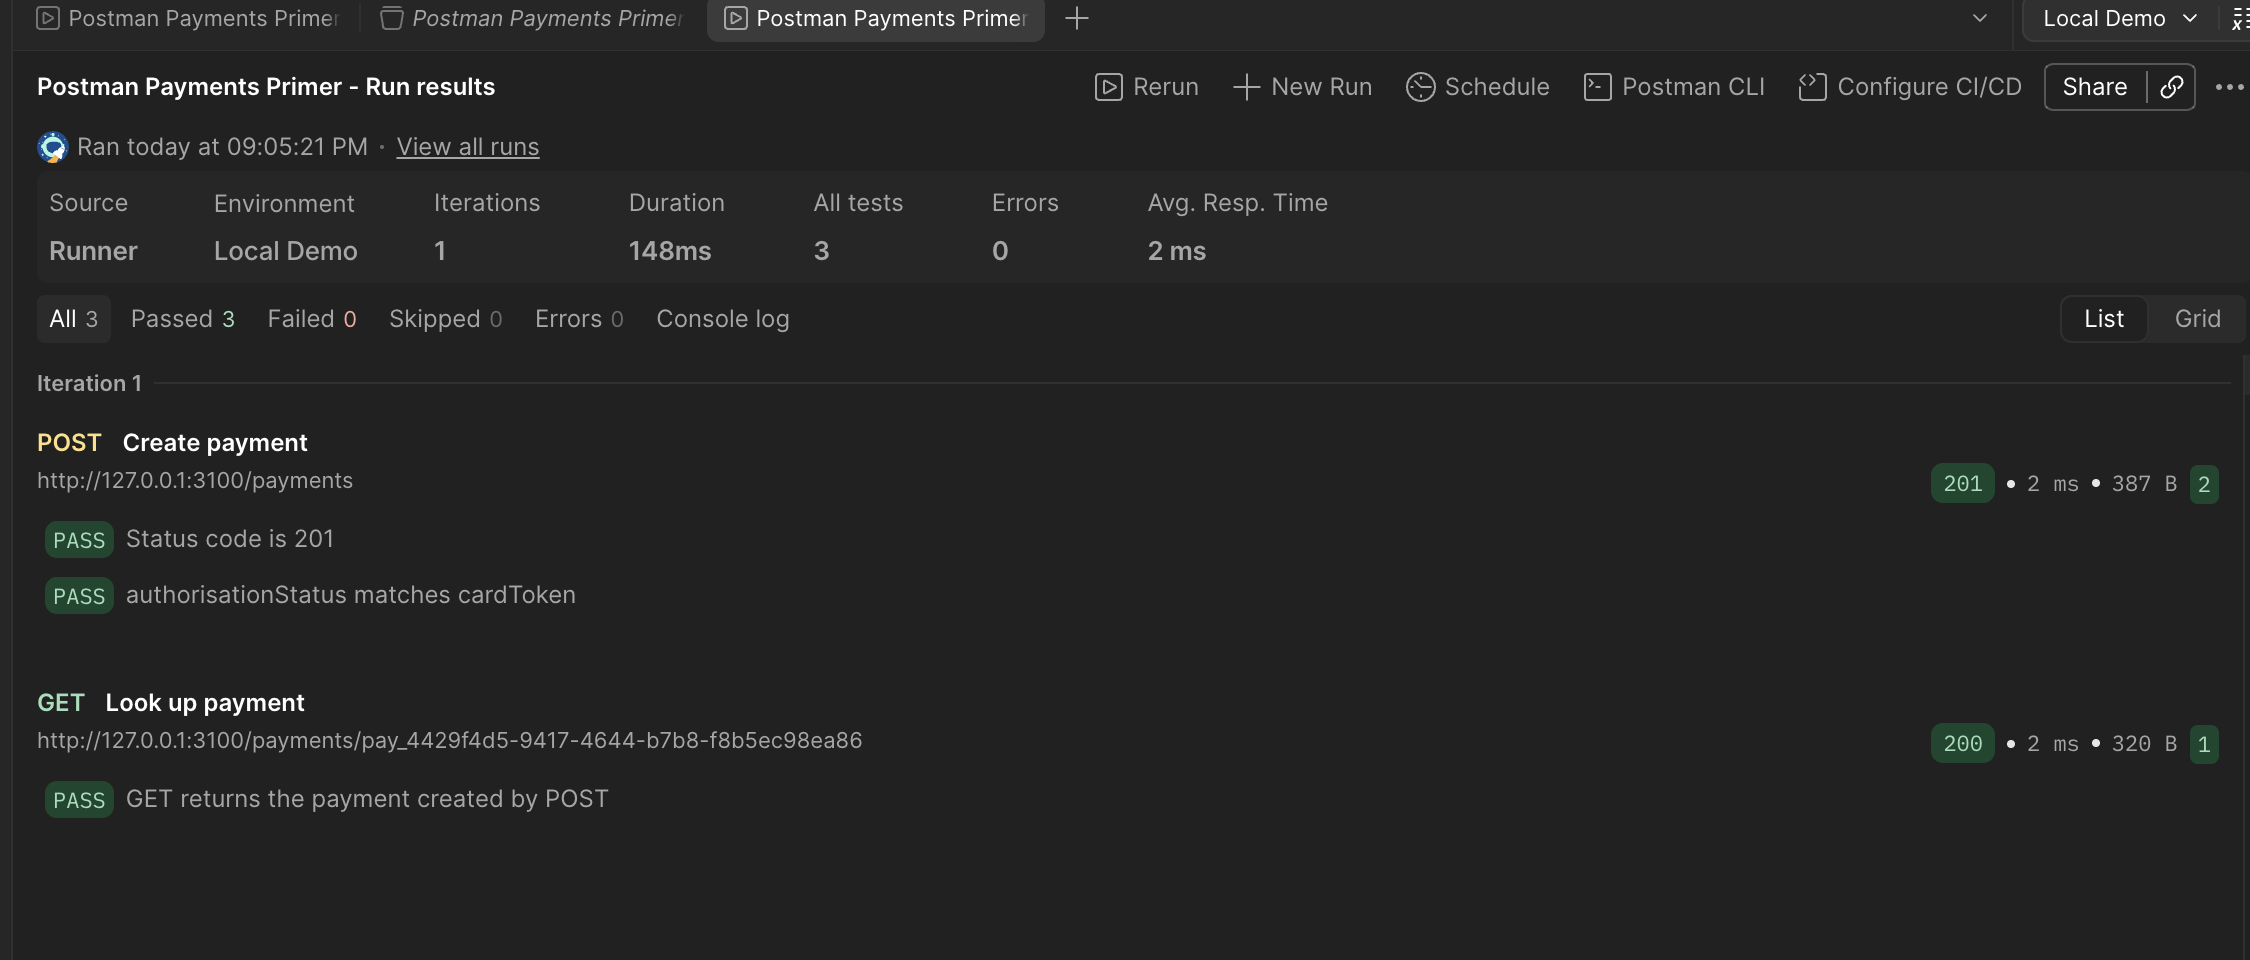 Postman Payments Primer Postman Payments Primer Postman Payments Primer Local Demo
Postman Payments Primer - Run results Rerun New Run Schedule Postman CLI Configure CI/CD Share
Ran today at 09:05:21 PM · View all runs
Source Environment Iterations Duration All tests Errors Avg. Resp. Time
Runner Local Demo 1 148ms 3 0 2 ms
All 3 Passed 3 Failed 0 Skipped 0 Errors 0 Console log List Grid
Iteration 1
POST Create payment
http://127.0.0.1:3100/payments 201 • 2 ms • 387 B 2
PASS Status code is 201
PASS authorisationStatus matches cardToken
GET Look up payment
http://127.0.0.1:3100/payments/pay_4429f4d5-9417-4644-b7b8-f8b5ec98ea86 200 • 2 ms • 320 B 1
PASS GET returns the payment created by POST